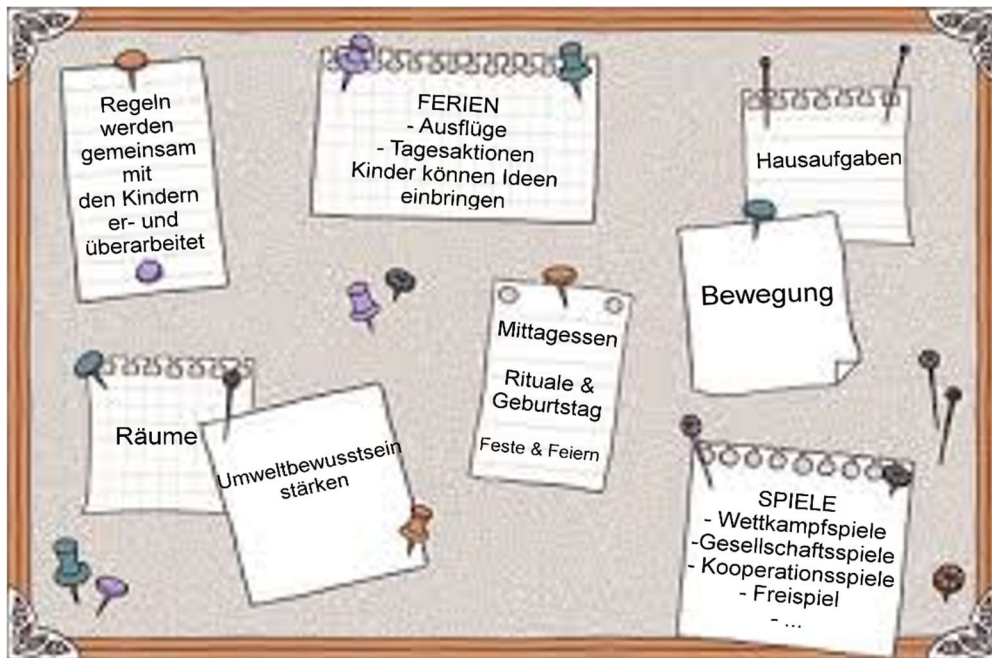 Regeln
werden
gemeinsam
mit
den Kindern
er- und
überarbeitet
FERIEN
- Ausflüge
- Tagesaktionen
Kinder können Ideen
einbringen
Hausaufgaben
Bewegung
Mittagessen
Rituale &
Geburtstag
Feste & Feiern
Räume
Umweltbewusstsein
stärken
SPIELE
- Wettkampfspiele
-Gesellschaftsspiele
- Kooperationsspiele
- Freispiel
- ...